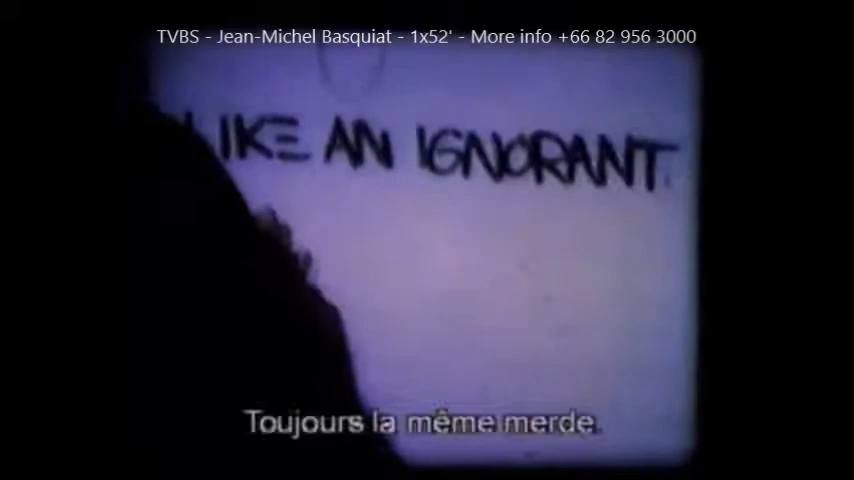 TVBS - Jean-Michel Basquiat - 1x52' - More info +66 82 956 3000
LIKE AN IGNORANT
Toujours la même merde.